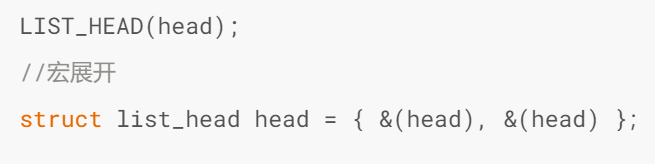 LIST_HEAD(head);
//宏展开
struct list_head head = { &(head), &(head) };